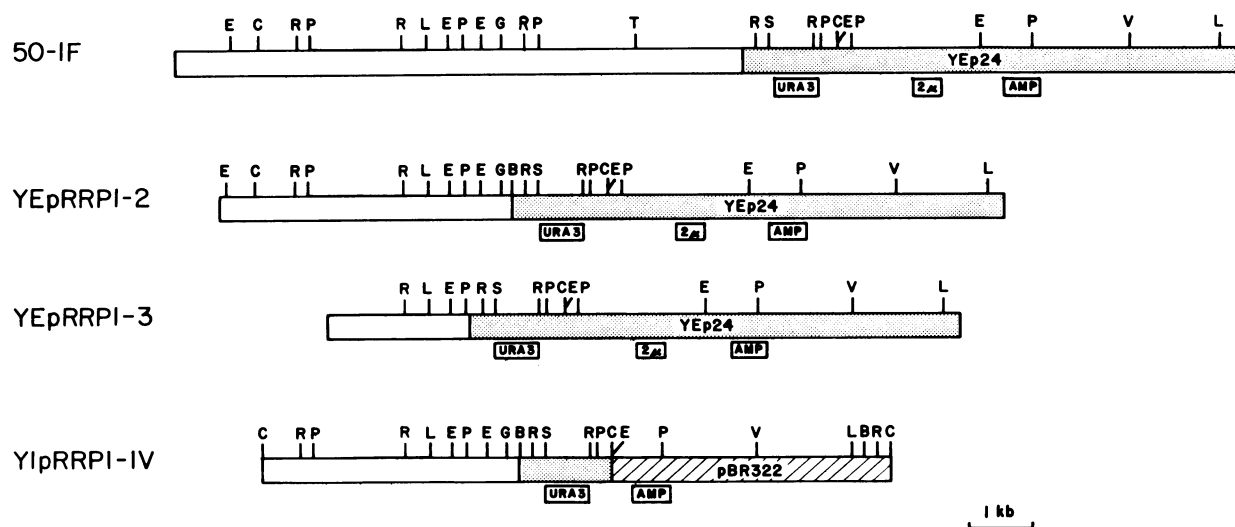 E C R P R L E P E G R P T R S R P C E P E P V L
50-IF
YEp24
URA3 2μ AMP
E C R P R L E P E G B R S R P C E P E P V L
YEpRRPI-2
YEp24
URA3 2μ AMP
R L E P R S R P C E P E P V L
YEpRRPI-3
YEp24
URA3 2μ AMP
C R P R L E P E G B R S R P C E P V L B R C
YIpRRPI-IV
pBR322
URA3 AMP
1 kb